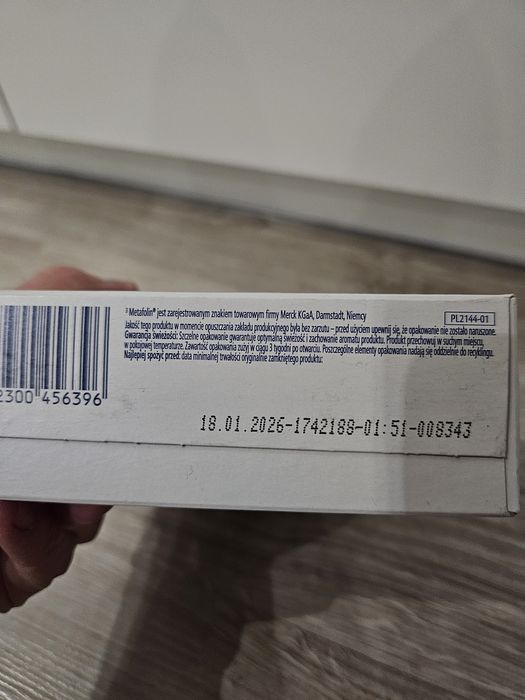 ³ Metafolin® jest zarejestrowanym znakiem towarowym firmy Merck KGaA, Darmstadt, Niemcy
PL2144-01
Jakość tego produktu w momencie opuszczania zakładu produkcyjnego była bez zarzutu – przed użyciem upewnij się, że opakowanie nie zostało naruszone.
Gwarancja świeżości: Szczelne opakowanie gwarantuje optymalną świeżość i zachowanie aromatu produktu. Produkt przechowuj w suchym miejscu,
w pokojowej temperaturze. Zawartość opakowania zużyj w ciągu 3 tygodni po otwarciu. Poszczególne elementy opakowania nadają się oddzielnie do recyklingu.
Najlepiej spożyć przed: data minimalnej trwałości oryginalnie zamkniętego produktu:
2300 456396
18.01.2026-1742188-01:51-008343